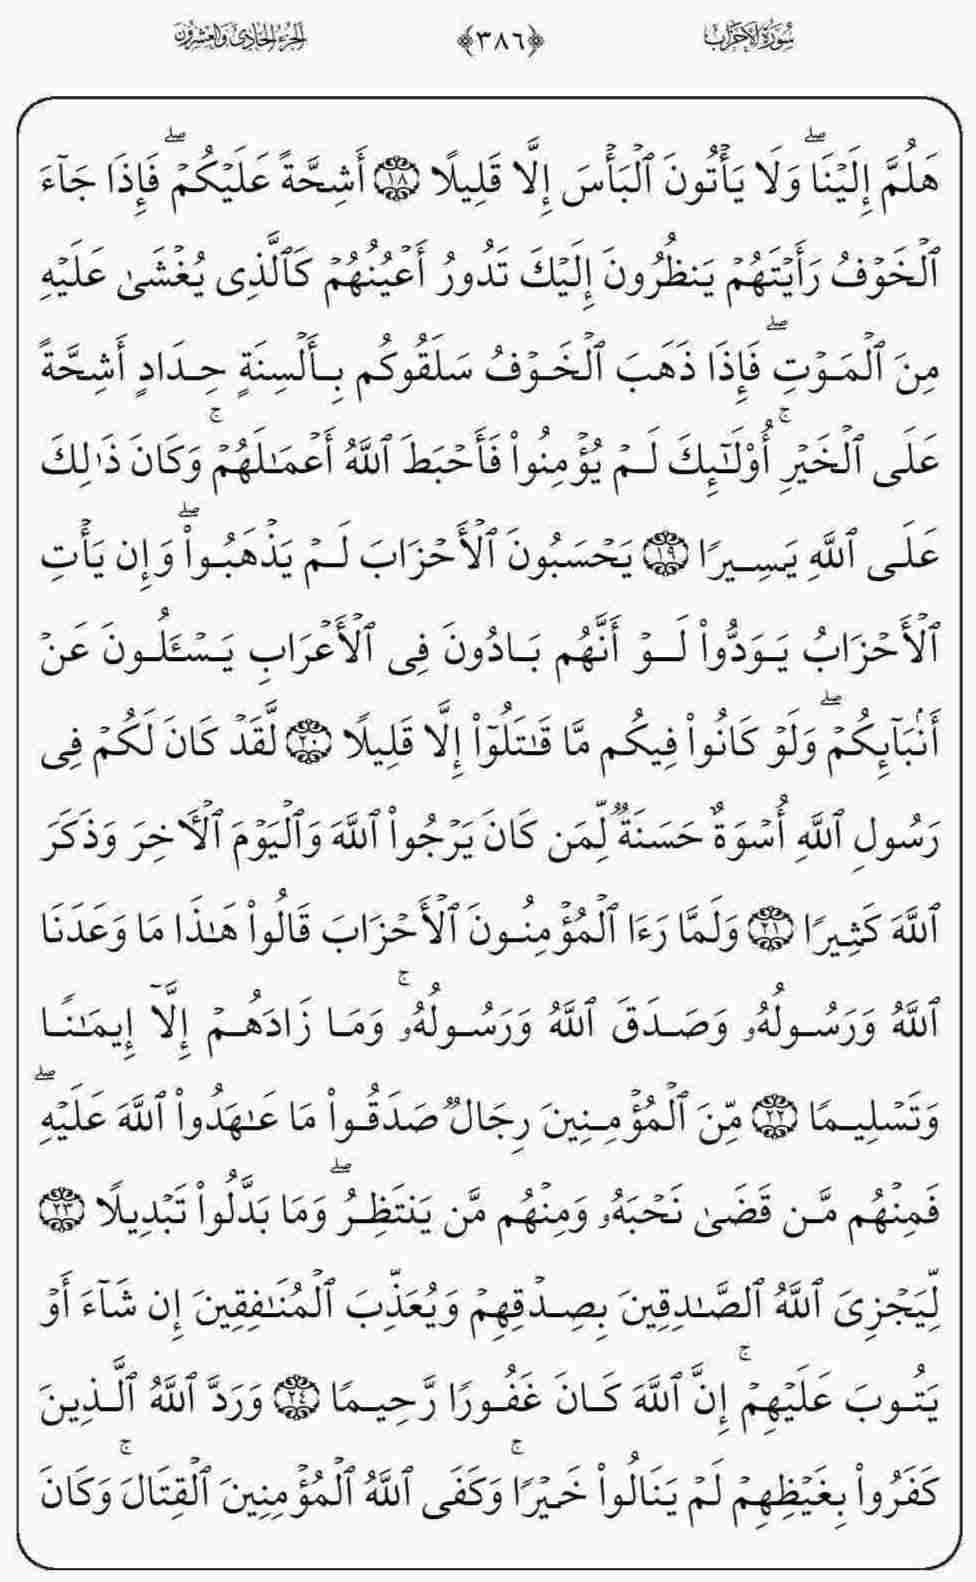 سُورَةُ الأَحْزَابِ ﴿٣٨٦﴾ الجُزْءُ الحَادِي وَالعِشْرُونَ
هَلُمَّ إِلَيۡنَاۖ وَلَا يَأۡتُونَ ٱلۡبَأۡسَ إِلَّا قَلِيلًا ١٨ أَشِحَّةً عَلَيۡكُمۡۖ فَإِذَا جَآءَ
ٱلۡخَوۡفُ رَأَيۡتَهُمۡ يَنظُرُونَ إِلَيۡكَ تَدُورُ أَعۡيُنُهُمۡ كَٱلَّذِى يُغۡشَىٰ عَلَيۡهِ
مِنَ ٱلۡمَوۡتِۖ فَإِذَا ذَهَبَ ٱلۡخَوۡفُ سَلَقُوكُم بِأَلۡسِنَةٍ حِدَادٍ أَشِحَّةً
عَلَى ٱلۡخَيۡرِۚ أُوْلَٰٓئِكَ لَمۡ يُؤۡمِنُواْ فَأَحۡبَطَ ٱللَّهُ أَعۡمَٰلَهُمۡۚ وَكَانَ ذَٰلِكَ
عَلَى ٱللَّهِ يَسِيرًا ١٩ يَحۡسَبُونَ ٱلۡأَحۡزَابَ لَمۡ يَذۡهَبُواْۖ وَإِن يَأۡتِ
ٱلۡأَحۡزَابُ يَوَدُّواْ لَوۡ أَنَّهُم بَادُونَ فِى ٱلۡأَعۡرَابِ يَسۡـَٔلُونَ عَنۡ
أَنۢبَآئِكُمۡۖ وَلَوۡ كَانُواْ فِيكُم مَّا قَٰتَلُوٓاْ إِلَّا قَلِيلًا ٢٠ لَّقَدۡ كَانَ لَكُمۡ فِى
رَسُولِ ٱللَّهِ أُسۡوَةٌ حَسَنَةٌ لِّمَن كَانَ يَرۡجُواْ ٱللَّهَ وَٱلۡيَوۡمَ ٱلۡأٓخِرَ وَذَكَرَ
ٱللَّهَ كَثِيرًا ٢١ وَلَمَّا رَءَا ٱلۡمُؤۡمِنُونَ ٱلۡأَحۡزَابَ قَالُواْ هَٰذَا مَا وَعَدَنَا
ٱللَّهُ وَرَسُولُهُۥ وَصَدَقَ ٱللَّهُ وَرَسُولُهُۥۚ وَمَا زَادَهُمۡ إِلَّآ إِيمَٰنًا
وَتَسۡلِيمًا ٢٢ مِّنَ ٱلۡمُؤۡمِنِينَ رِجَالٌ صَدَقُواْ مَا عَٰهَدُواْ ٱللَّهَ عَلَيۡهِۖ
فَمِنۡهُم مَّن قَضَىٰ نَحۡبَهُۥ وَمِنۡهُم مَّن يَنتَظِرُۖ وَمَا بَدَّلُواْ تَبۡدِيلًا ٢٣
لِّيَجۡزِىَ ٱللَّهُ ٱلصَّٰدِقِينَ بِصِدۡقِهِمۡ وَيُعَذِّبَ ٱلۡمُنَٰفِقِينَ إِن شَآءَ أَوۡ
يَتُوبَ عَلَيۡهِمۡۚ إِنَّ ٱللَّهَ كَانَ غَفُورًا رَّحِيمًا ٢٤ وَرَدَّ ٱللَّهُ ٱلَّذِينَ
كَفَرُواْ بِغَيۡظِهِمۡ لَمۡ يَنَالُواْ خَيۡرًاۚ وَكَفَى ٱللَّهُ ٱلۡمُؤۡمِنِينَ ٱلۡقِتَالَۚ وَكَانَ